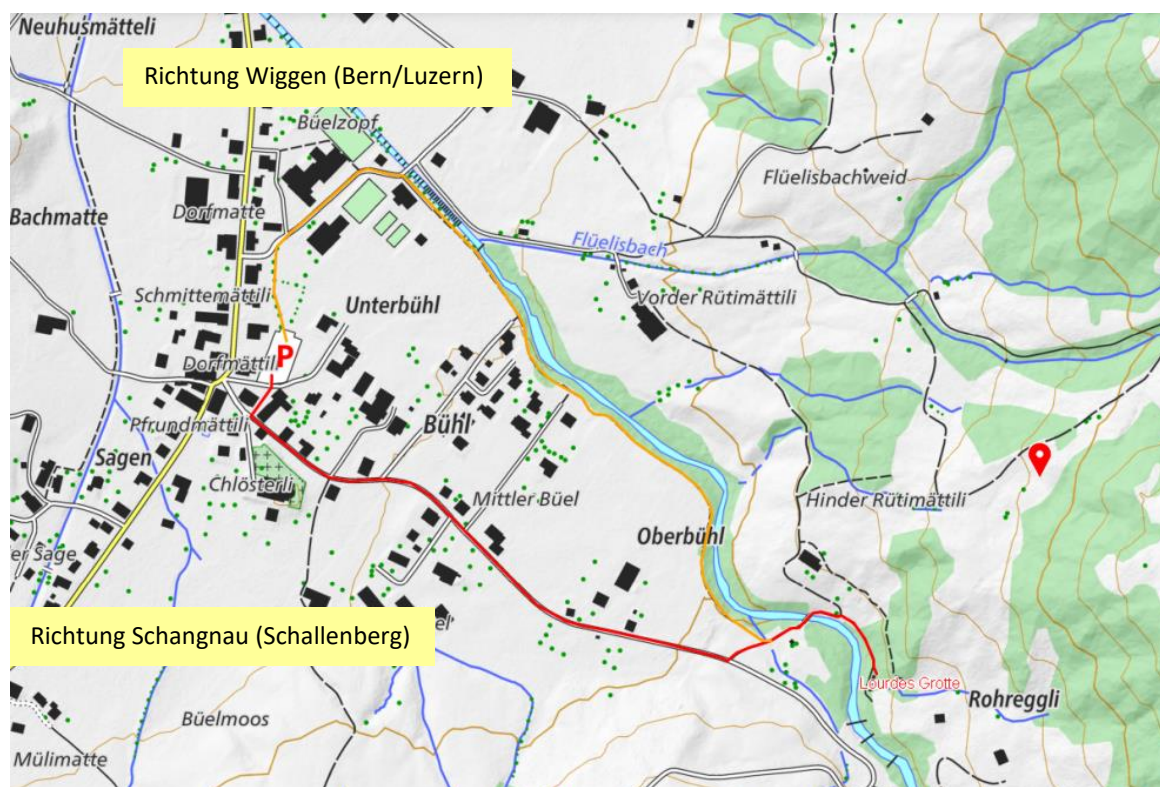 Neuhusmätteli
Richtung Wiggen (Bern/Luzern)
Büelzopf
Flüelisbachweid
Bachmatte
Dorfmatte
Flüelisbach
Schmittemättili
Unterbühl
Vorder Rütimättili
P
Dorfmättili
Pfrundmättili
Bühl
Sagen
Chlösterli
Mittler Büel
Hinder Rütimättili
Oberbühl
er Sage
Richtung Schangnau (Schallenberg)
el
Lourdes Grotte
Rohreggli
Büelmoos
Mülimatte